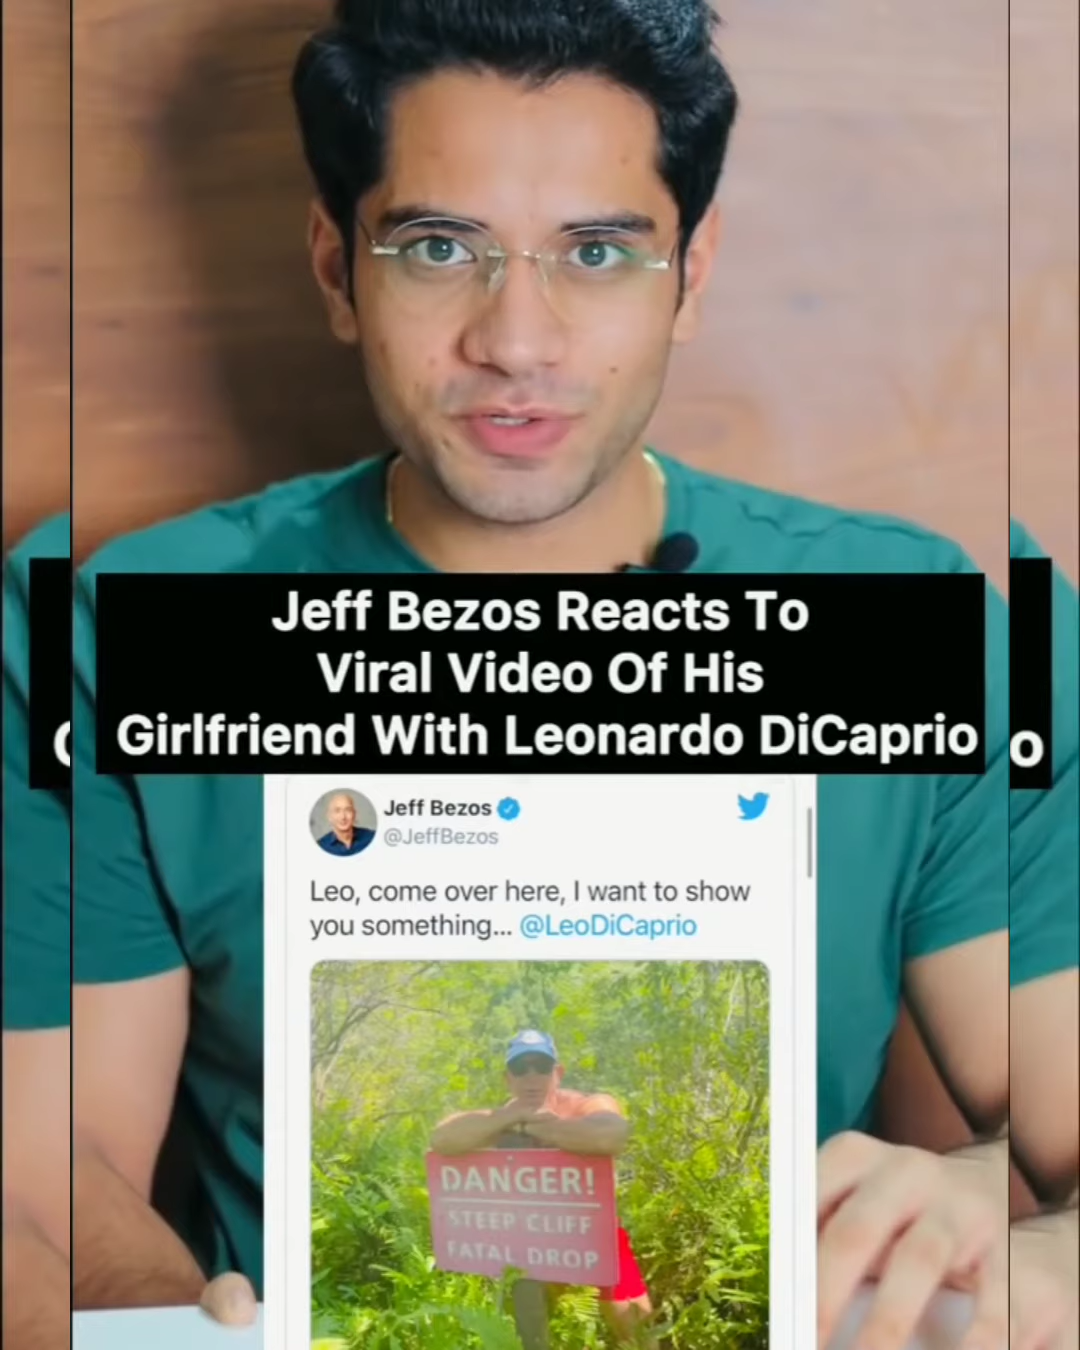 Jeff Bezos Reacts To
Viral Video Of His
Girlfriend With Leonardo DiCaprio
o
Jeff Bezos
@JeffBezos
Leo, come over here, I want to show
you something... @LeoDiCaprio
DANGER!
STEEP CLIFF
FATAL DROP